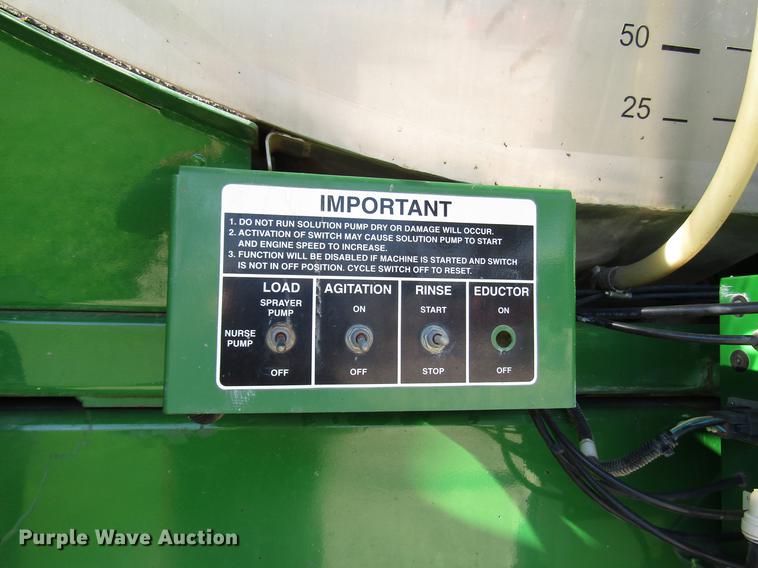 50
25
IMPORTANT
1. DO NOT RUN SOLUTION PUMP DRY OR DAMAGE WILL OCCUR.
2. ACTIVATION OF SWITCH MAY CAUSE SOLUTION PUMP TO START
AND ENGINE SPEED TO INCREASE.
3. FUNCTION WILL BE DISABLED IF MACHINE IS STARTED AND SWITCH
IS NOT IN OFF POSITION. CYCLE SWITCH OFF TO RESET.
LOAD
SPRAYER
PUMP
NURSE
PUMP
OFF
AGITATION
ON
OFF
RINSE
START
STOP
EDUCTOR
ON
OFF
Purple Wave Auction